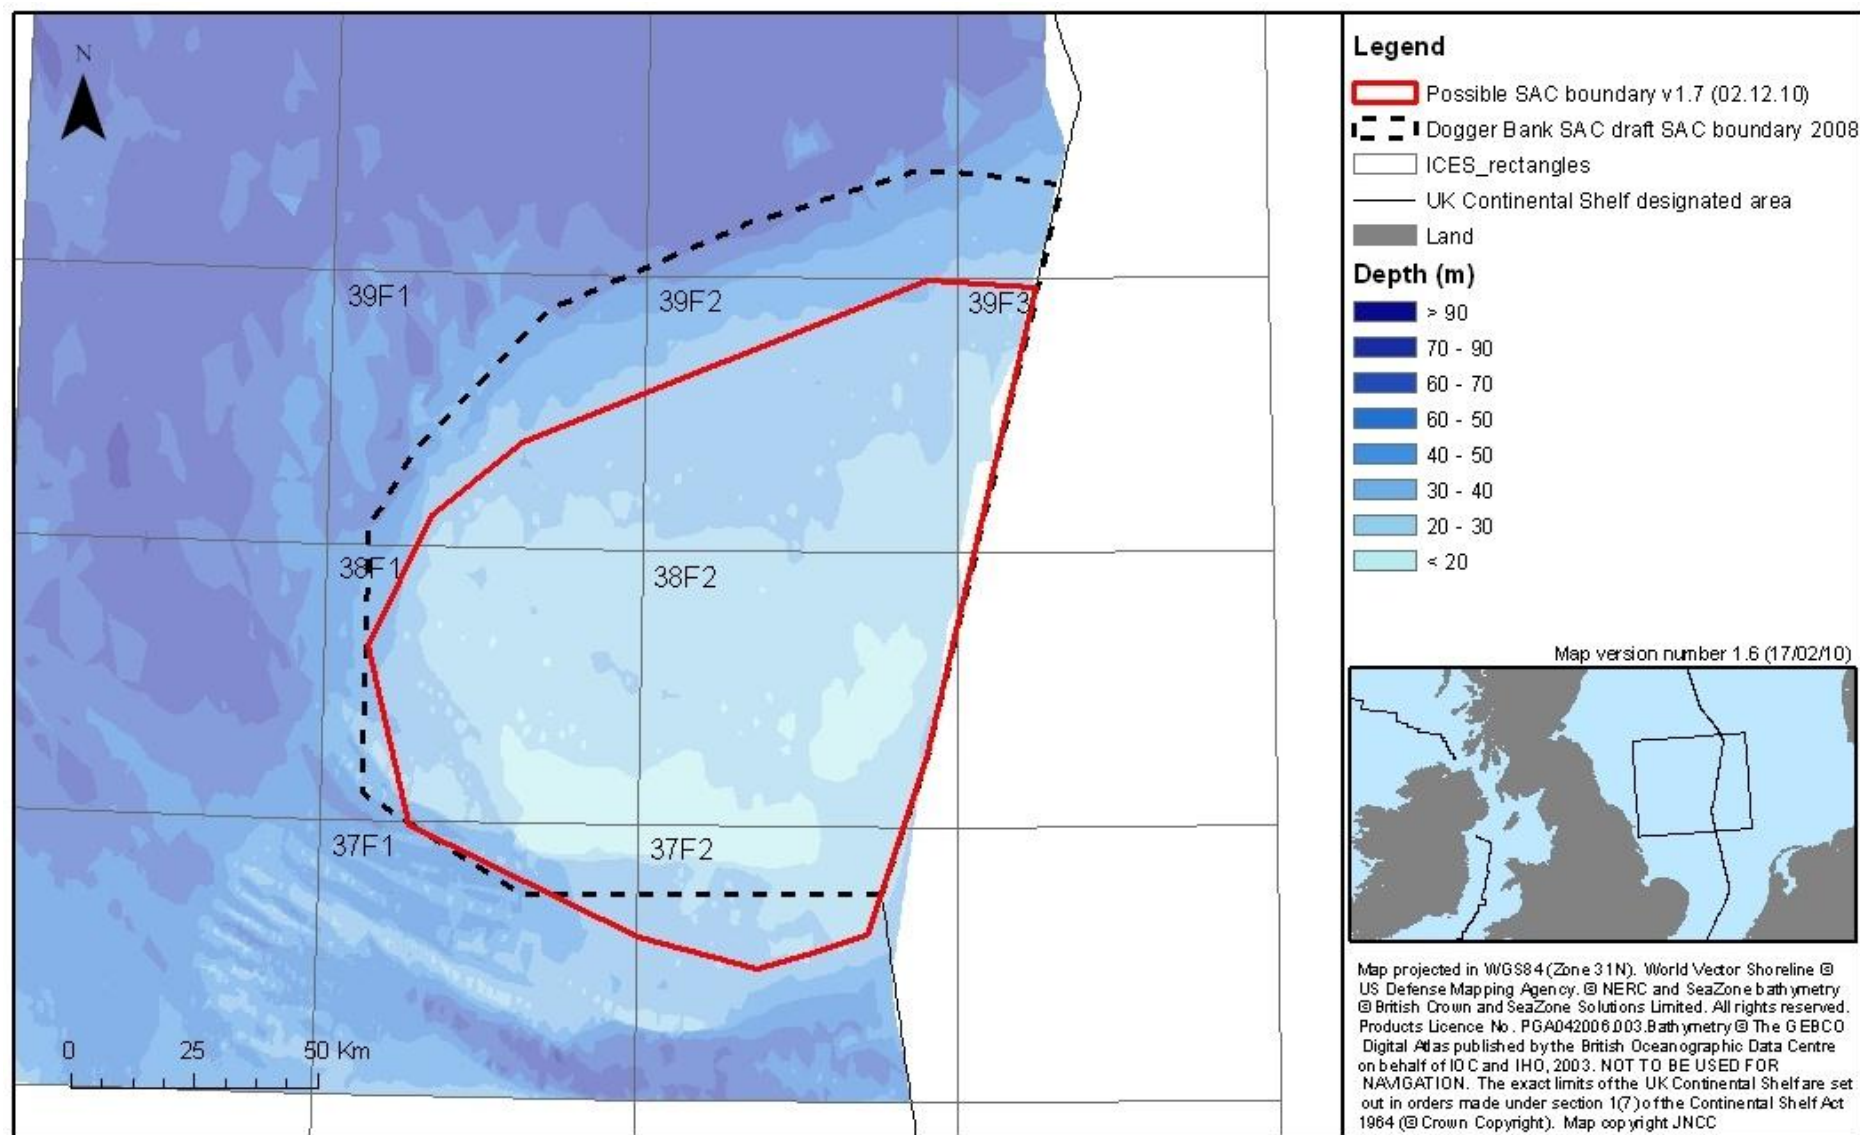 N
39F1
39F2
39F3
38F1
38F2
37F1
37F2
0 25 50 Km
Legend
Possible SAC boundary v1.7 (02.12.10)
Dogger Bank SAC draft SAC boundary 2008
ICES_rectangles
UK Continental Shelf designated area
Land
Depth (m)
> 90
70 - 90
60 - 70
60 - 50
40 - 50
30 - 40
20 - 30
< 20
Map version number 1.6 (17/02/10)
Map projected in WGS84 (Zone 31N). World Vector Shoreline ©
US Defense Mapping Agency. © NERC and SeaZone bathymetry
© British Crown and SeaZone Solutions Limited. All rights reserved.
Products Licence No. PGA042006.003.Bathymetry © The GEBCO
Digital Atlas published by the British Oceanographic Data Centre
on behalf of IOC and IHO, 2003. NOT TO BE USED FOR
NAVIGATION. The exact limits of the UK Continental Shelf are set
out in orders made under section 1(7) of the Continental Shelf Act
1964 (© Crown Copyright). Map copyright JNCC